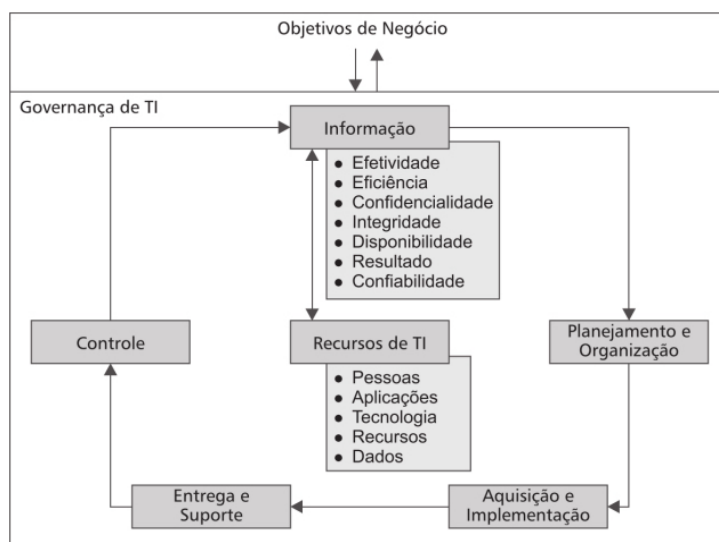 Objetivos de Negócio
Governança de TI
Informação
● Efetividade
● Eficiência
● Confidencialidade
● Integridade
● Disponibilidade
● Resultado
● Confiabilidade
Controle
Recursos de TI
● Pessoas
● Aplicações
● Tecnologia
● Recursos
● Dados
Planejamento e
Organização
Entrega e
Suporte
Aquisição e
Implementação